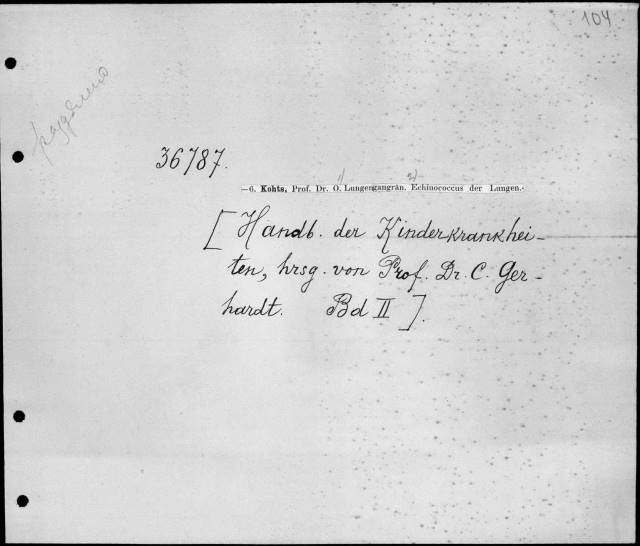 104
раздѣлено
36787.
—6. Kohts, Prof. Dr. O. Lungengangrän. Echinococcus der Lungen.
[Handb. der Kinderkrankhei-
ten, hrsg. von Prof. Dr. C. Ger-
hardt. Bd II].